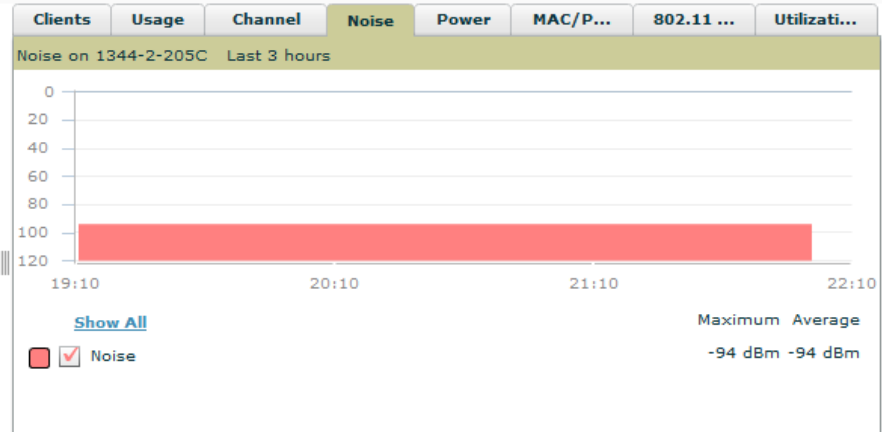 Clients Usage Channel Noise Power MAC/P... 802.11 ... Utilizati...
Noise on 1344-2-205C Last 3 hours
0
20
40
60
80
100
120
19:10 20:10 21:10 22:10
Show All Maximum Average
Noise -94 dBm -94 dBm